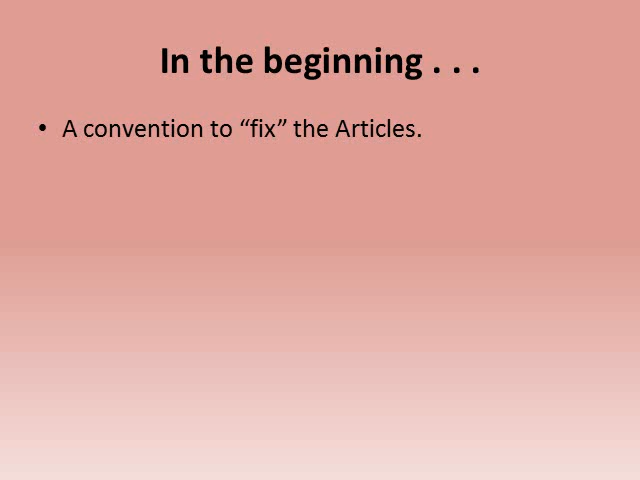 In the beginning . . .
• A convention to “fix” the Articles.